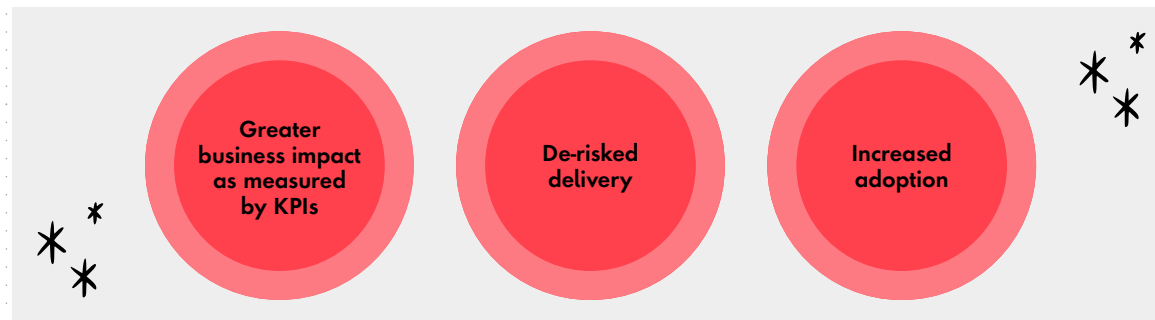 Greater
business impact
as measured
by KPIs
De-risked
delivery
Increased
adoption